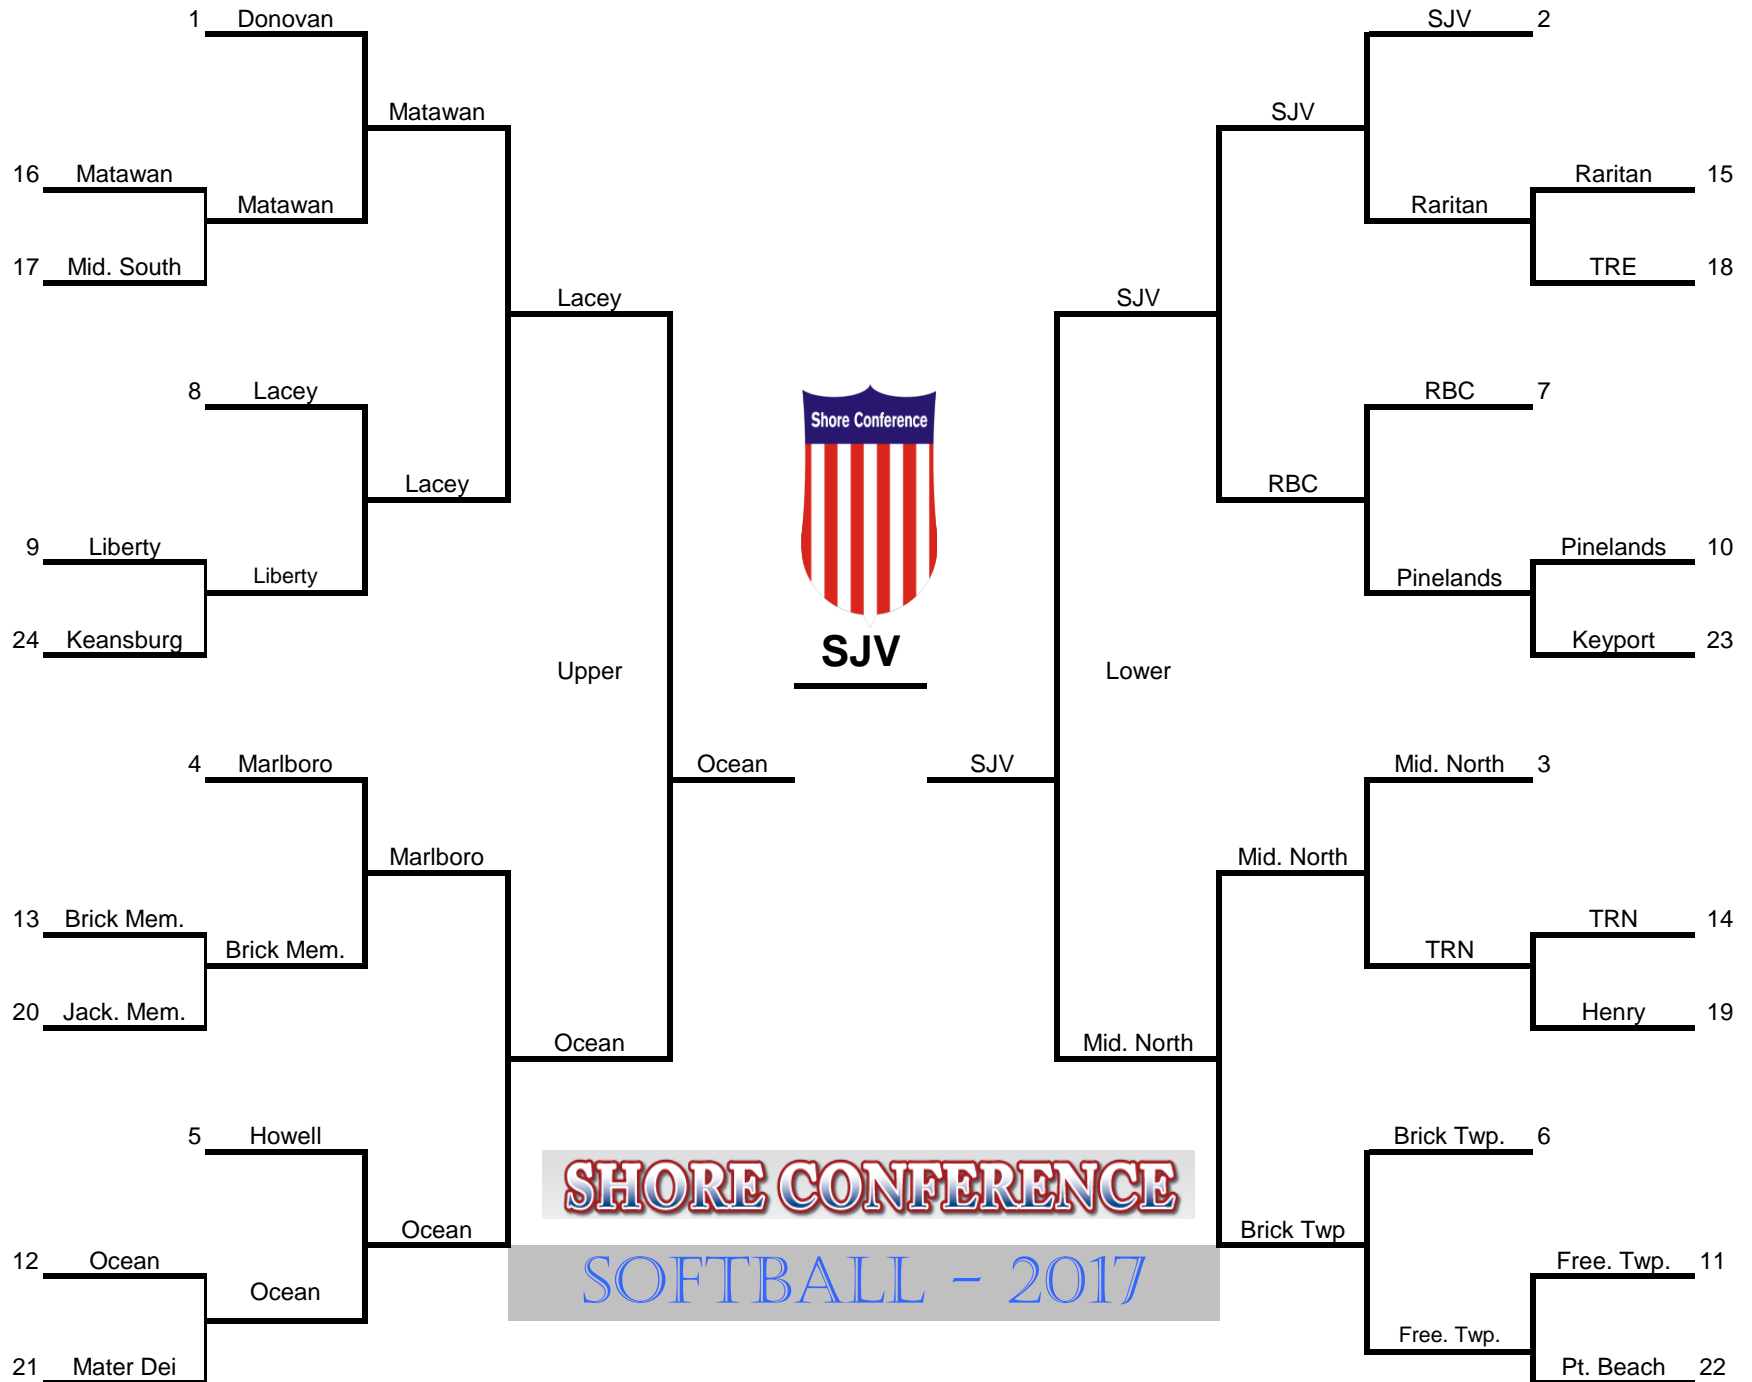 1 Donovan
SJV 2
Matawan
SJV
16 Matawan
Raritan 15
Matawan
Raritan
17 Mid. South
TRE 18
Lacey
SJV
8 Lacey
RBC 7
Shore Conference
Lacey
RBC
9 Liberty
Pinelands 10
Liberty
Pinelands
24 Keansburg
Keyport 23
SJV
Upper
Lower
4 Marlboro
Ocean
SJV
Mid. North 3
Marlboro
Mid. North
13 Brick Mem.
TRN 14
Brick Mem.
TRN
20 Jack. Mem.
Henry 19
Ocean
Mid. North
5 Howell
Brick Twp. 6
SHORE CONFERENCE
Ocean
Brick Twp
12 Ocean
SOFTBALL - 2017
Free. Twp. 11
Ocean
Free. Twp.
21 Mater Dei
Pt. Beach 22